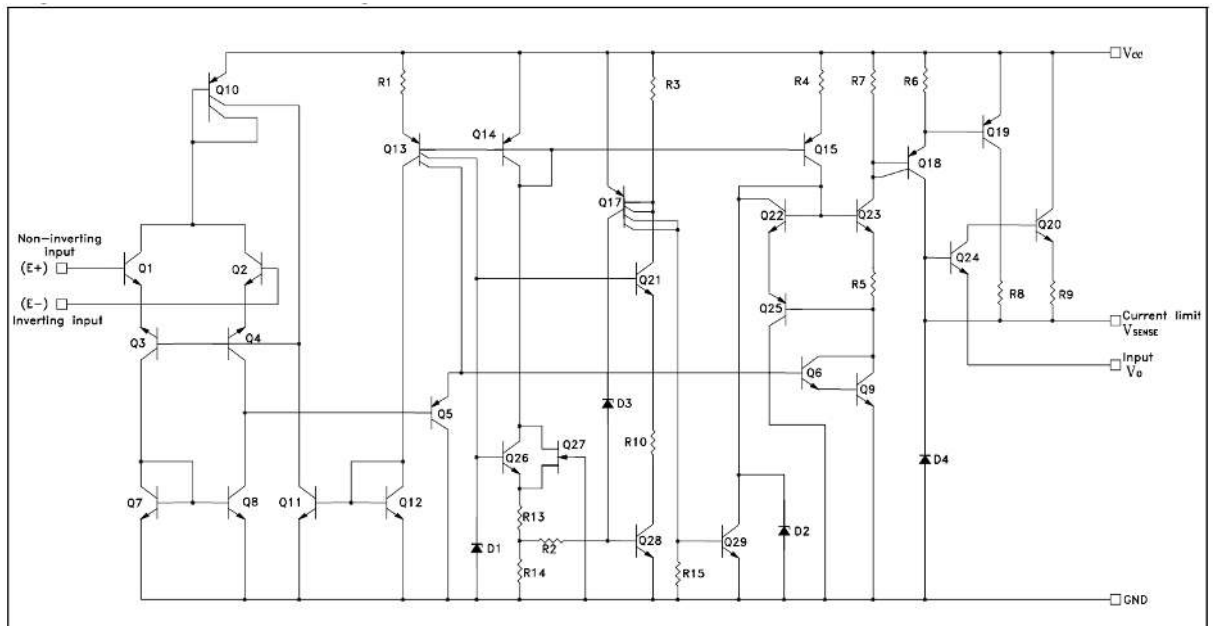 Vcc
R1
R3
R4
R7
R6
Q10
Q13
Q14
Q15
Q18
Q19
Q17
Q22
Q23
Q20
Q24
Non-inverting
input
(E+)
Q1
Q2
Q21
R5
R8
R9
(E-)
Inverting input
Q25
Current limit
VSENSE
Q3
Q4
Input
Vo
Q6
Q9
Q5
D3
R10
Q26
Q27
D4
Q7
Q8
Q11
Q12
R13
D1
R2
R14
Q28
R15
Q29
D2
GND